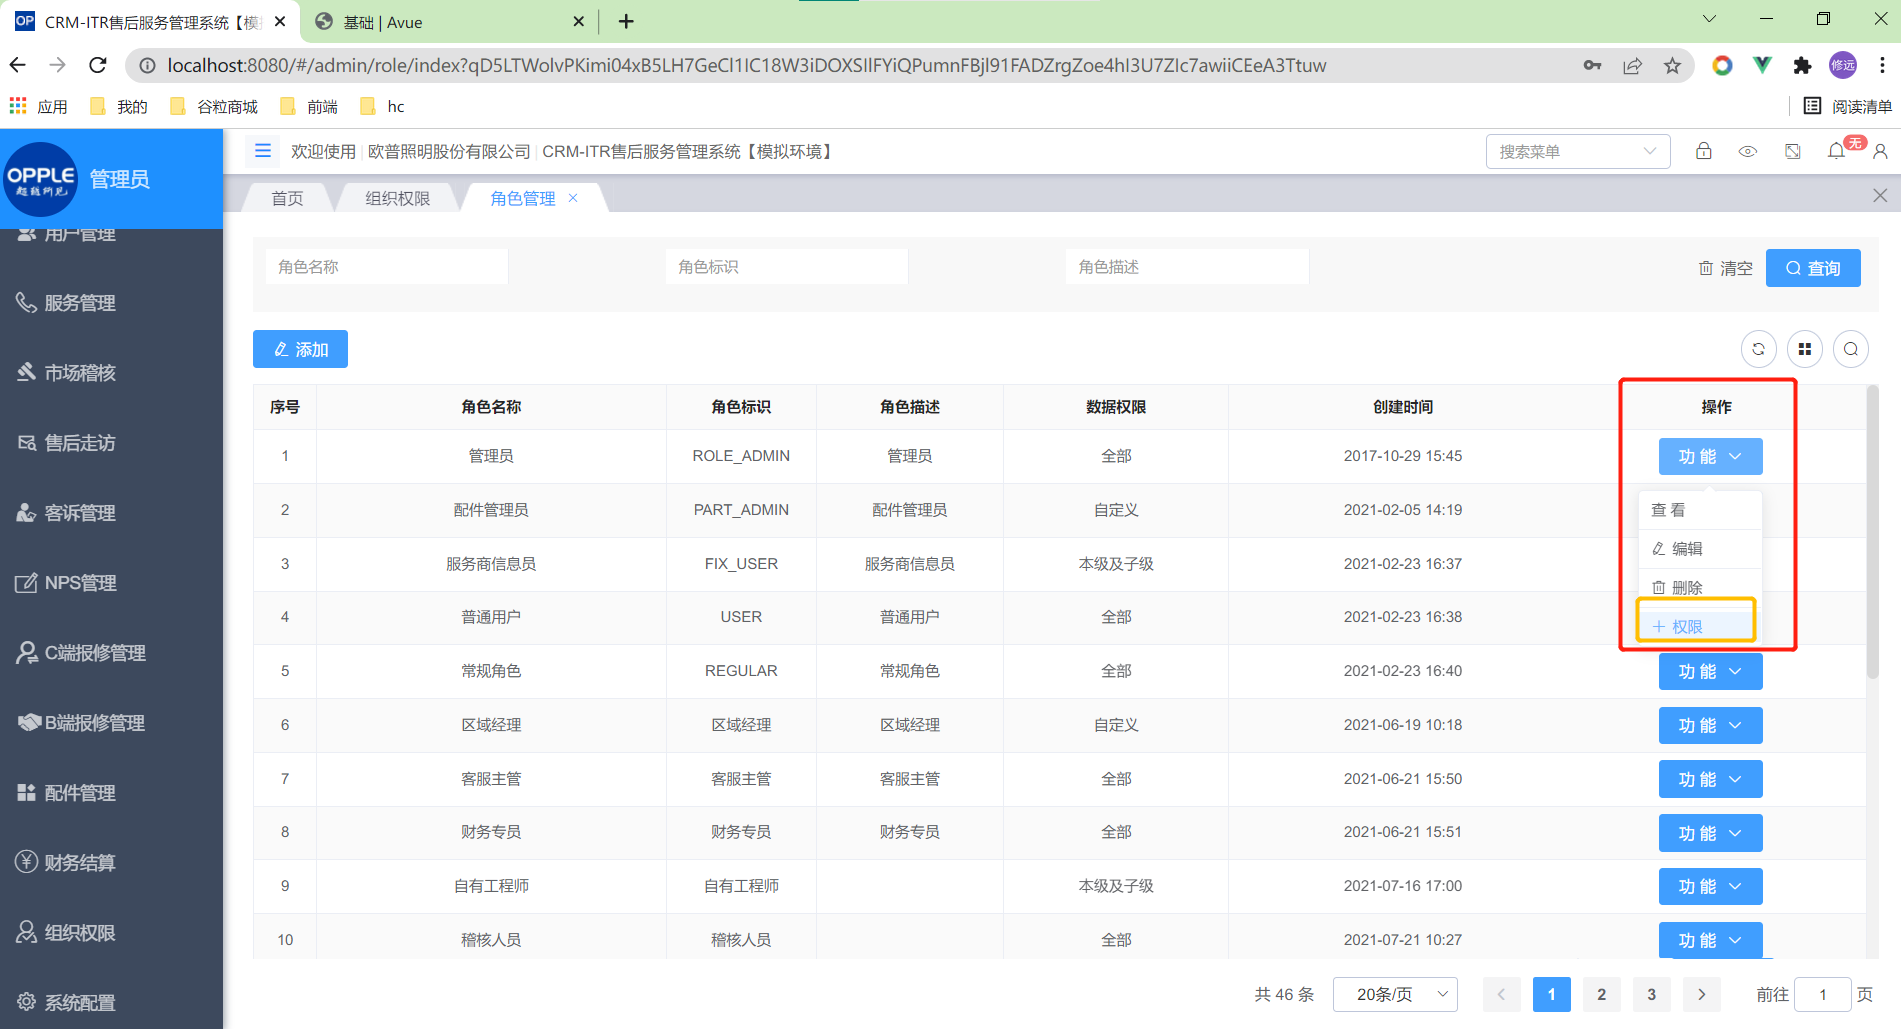 OP CRM-ITR售后服务管理系统【模拟
基础 | Avue
localhost:8080/#/admin/role/index?qD5LTWolvPKimi04xB5LH7GeCl1IC18W3iDOXSIlFYiQPumnFBjl91FADZrgZoe4hI3U7ZIc7awiiCEeA3Ttuw
修远
应用 我的 谷粒商城 前端 hc
阅读清单
OPPLE
超越所见
管理员
欢迎使用 | 欧普照明股份有限公司 | CRM-ITR售后服务管理系统【模拟环境】
搜索菜单
无
首页 组织权限 角色管理
用户管理
服务管理
市场稽核
售后走访
客诉管理
NPS管理
C端报修管理
B端报修管理
配件管理
财务结算
组织权限
系统配置
角色名称 角色标识 角色描述 清空 查询
添加
序号 角色名称 角色标识 角色描述 数据权限 创建时间 操作
1 管理员 ROLE_ADMIN 管理员 全部 2017-10-29 15:45 功 能
2 配件管理员 PART_ADMIN 配件管理员 自定义 2021-02-05 14:19
3 服务商信息员 FIX_USER 服务商信息员 本级及子级 2021-02-23 16:37
4 普通用户 USER 普通用户 全部 2021-02-23 16:38
查 看
编辑
删除
权限
5 常规角色 REGULAR 常规角色 全部 2021-02-23 16:40 功 能
6 区域经理 区域经理 区域经理 自定义 2021-06-19 10:18 功 能
7 客服主管 客服主管 客服主管 全部 2021-06-21 15:50 功 能
8 财务专员 财务专员 财务专员 全部 2021-06-21 15:51 功 能
9 自有工程师 自有工程师 本级及子级 2021-07-16 17:00 功 能
10 稽核人员 稽核人员 全部 2021-07-21 10:27 功 能
共 46 条 20条/页 1 2 3 前往 1 页